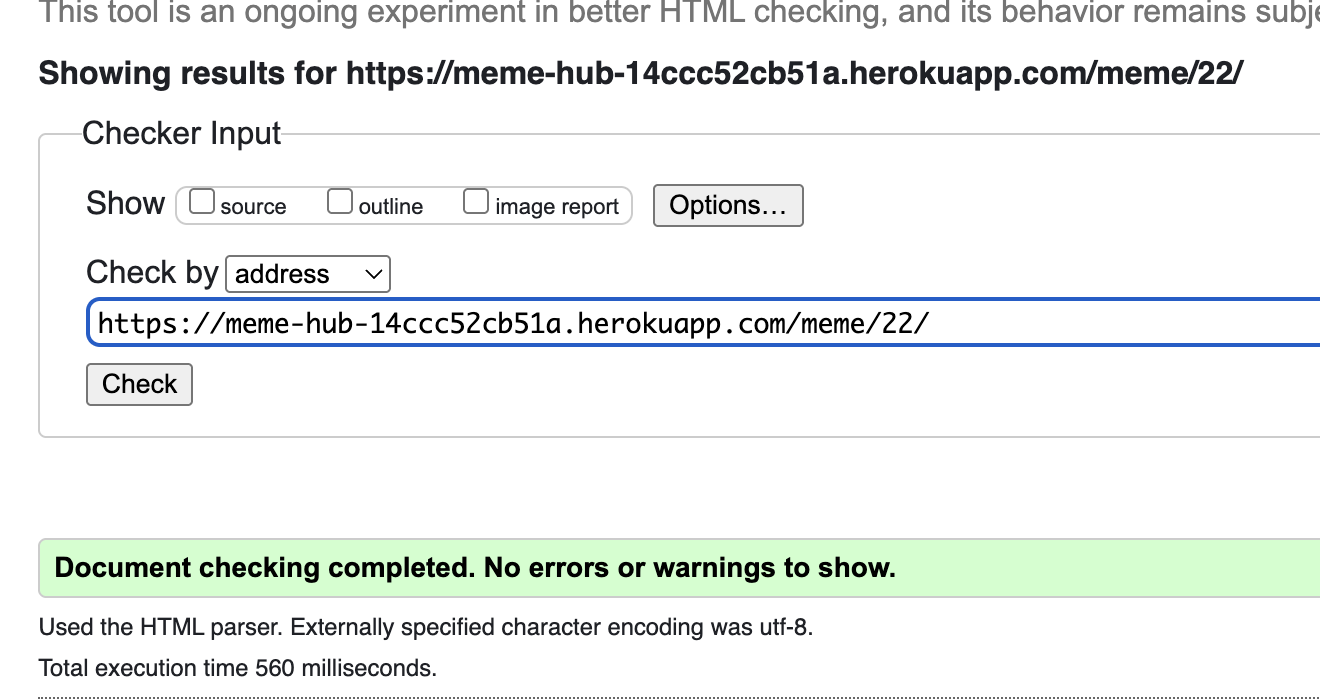 This tool is an ongoing experiment in better HTML checking, and its behavior remains
Showing results for https://meme-hub-14ccc52cb51a.herokuapp.com/meme/22/
Checker Input
Show source outline image report Options...
Check by address
https://meme-hub-14ccc52cb51a.herokuapp.com/meme/22/
Check
Document checking completed. No errors or warnings to show.
Used the HTML parser. Externally specified character encoding was utf-8.
Total execution time 560 milliseconds.